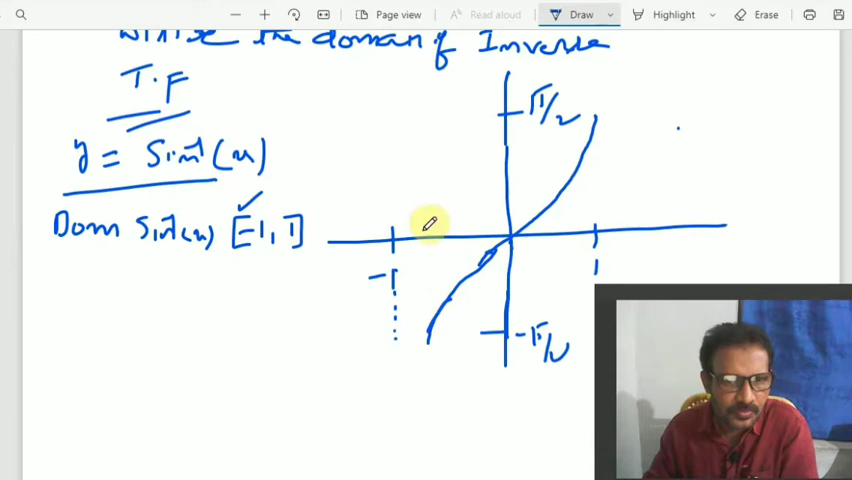 Page view
Read aloud
Draw
Highlight
Erase
the domain of Inverse
T.F
π/2
y = Sin⁻¹(x)
Dom Sin⁻¹(x) [-1, 1]
-1
1
-π/2